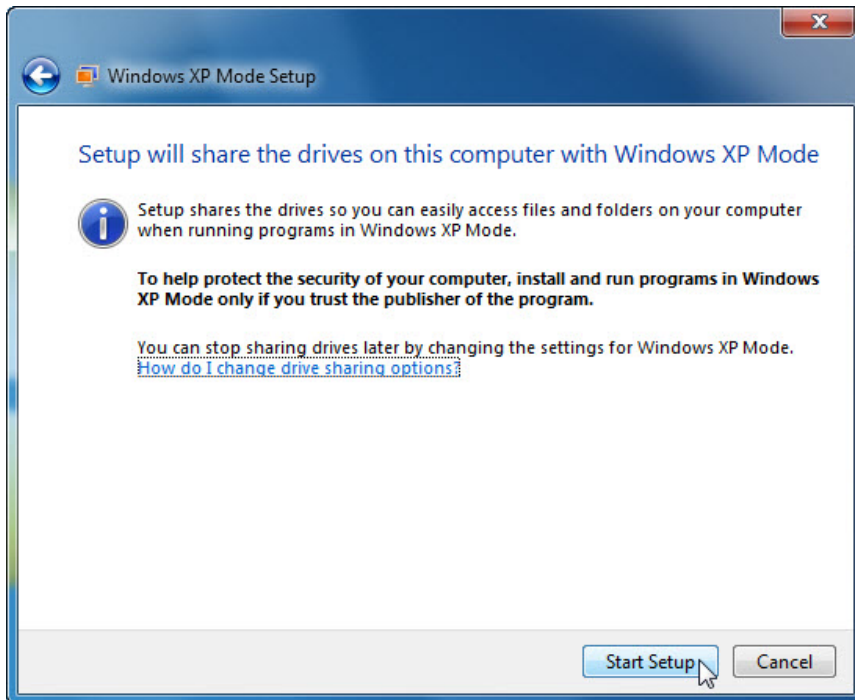 Windows XP Mode Setup
Setup will share the drives on this computer with Windows XP Mode
Setup shares the drives so you can easily access files and folders on your computer
when running programs in Windows XP Mode.
To help protect the security of your computer, install and run programs in Windows
XP Mode only if you trust the publisher of the program.
You can stop sharing drives later by changing the settings for Windows XP Mode.
How do I change drive sharing options?
Start Setup Cancel